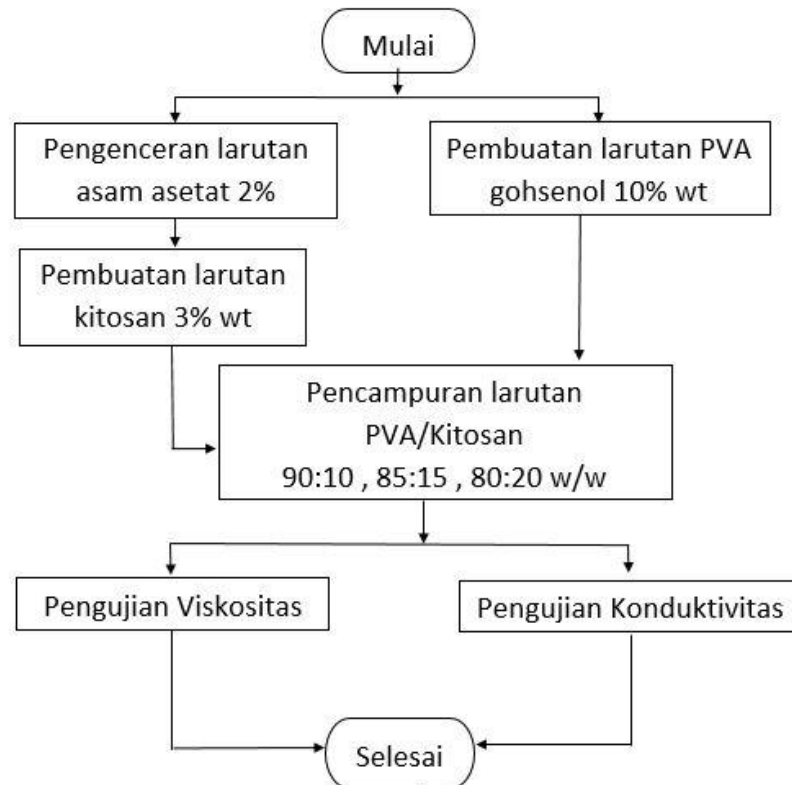 Mulai
Pengenceran larutan
asam asetat 2%
Pembuatan larutan PVA
gohsenol 10% wt
Pembuatan larutan
kitosan 3% wt
Pencampuran larutan
PVA/Kitosan
90:10 , 85:15 , 80:20 w/w
Pengujian Viskositas
Pengujian Konduktivitas
Selesai